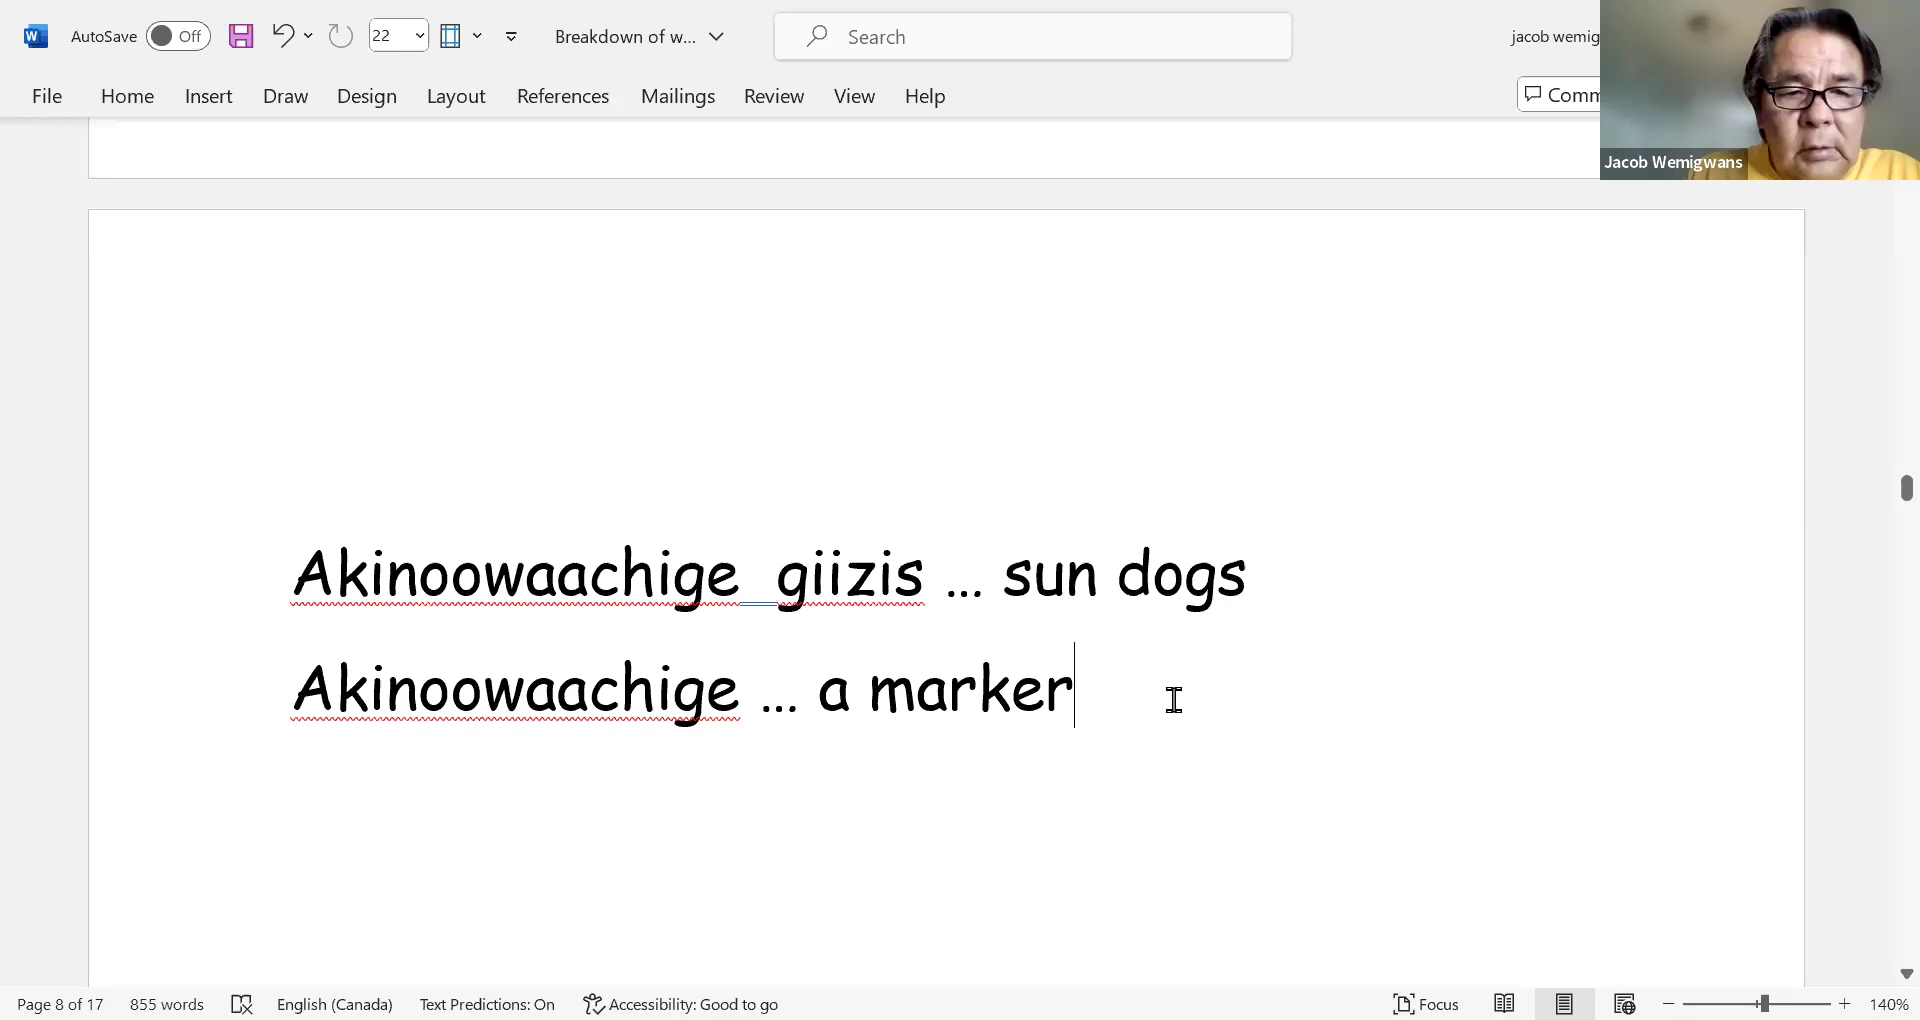 AutoSave Off 22 Breakdown of w... Search jacob wemig
File Home Insert Draw Design Layout References Mailings Review View Help Comm
Jacob Wemigwans
Akinoowaachige  giizis ... sun dogs
Akinoowaachige ... a marker
Page 8 of 17 855 words English (Canada) Text Predictions: On Accessibility: Good to go Focus 140%